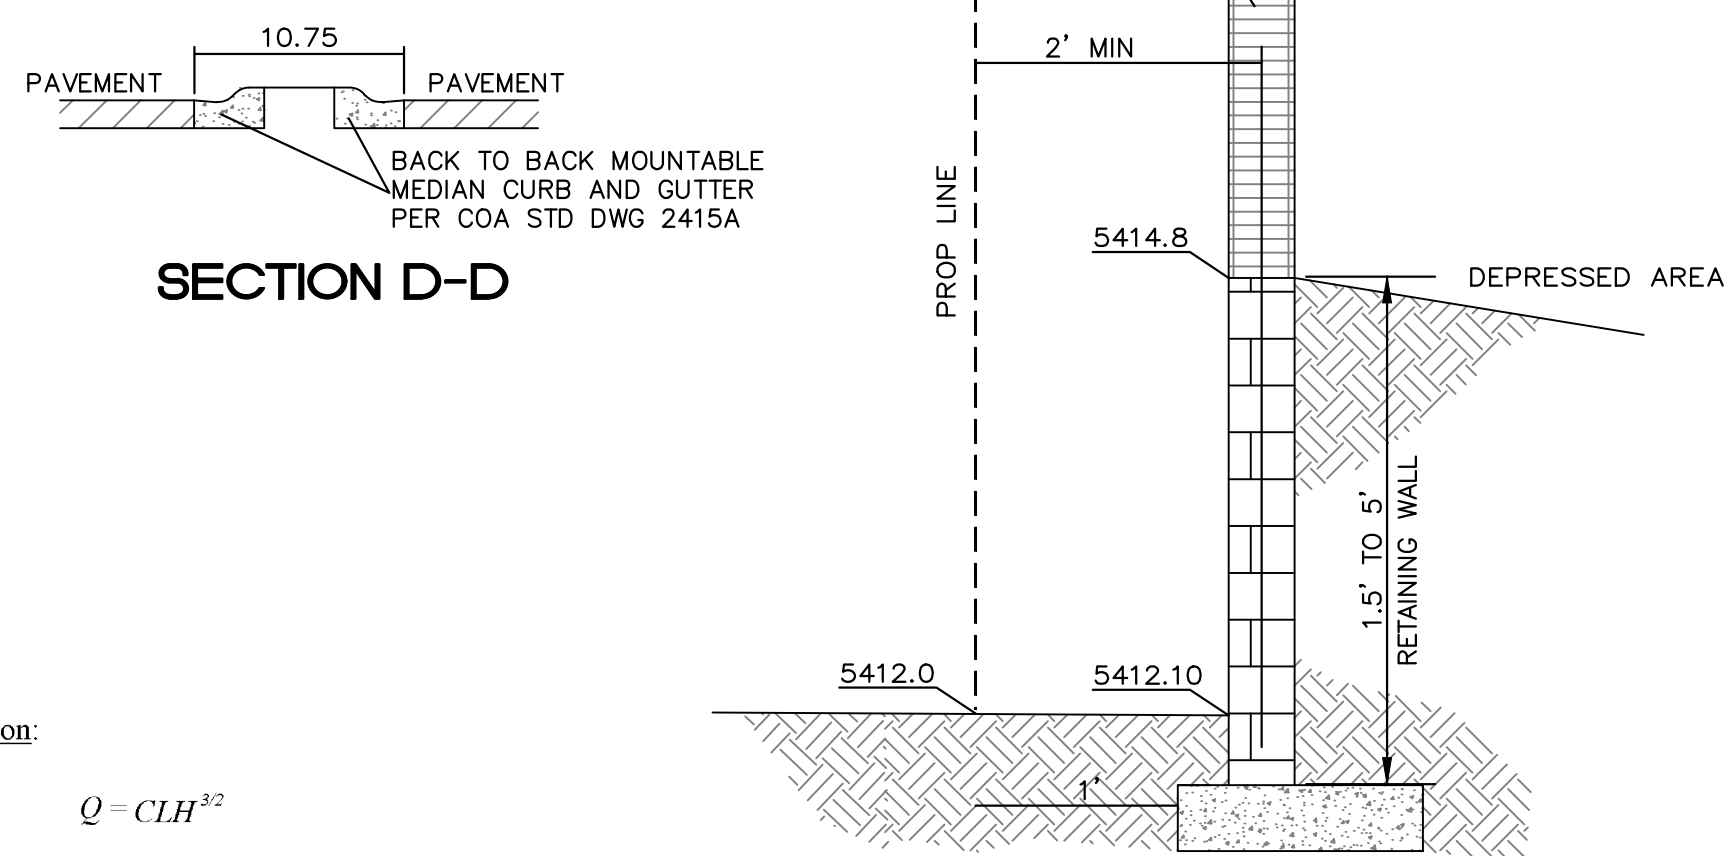 10.75
PAVEMENT
PAVEMENT
BACK TO BACK MOUNTABLE
MEDIAN CURB AND GUTTER
PER COA STD DWG 2415A
SECTION D-D
on:
Q = CLH^3/2
2' MIN
PROP LINE
5414.8
DEPRESSED AREA
1.5' TO 5'
RETAINING WALL
5412.0
5412.10
1'